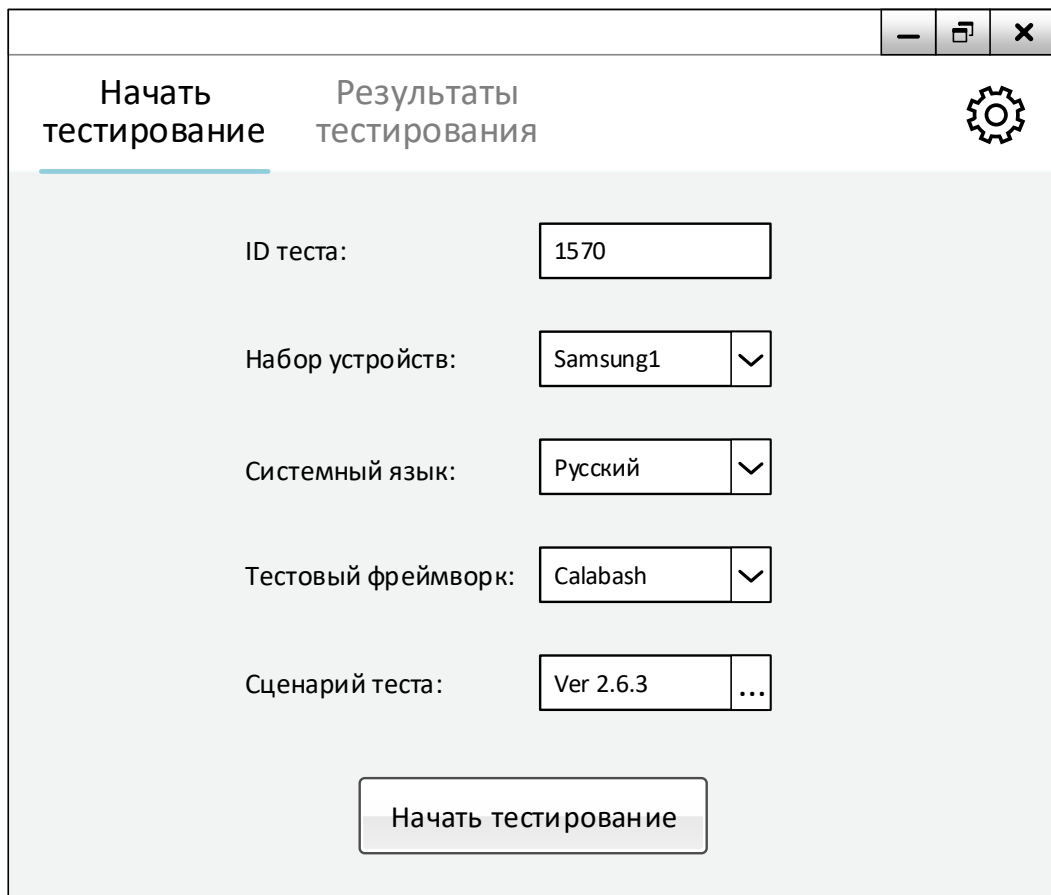 Начать
тестирование
Результаты
тестирования
ID теста:
1570
Набор устройств:
Samsung1
Системный язык:
Русский
Тестовый фреймворк:
Calabash
Сценарий теста:
Ver 2.6.3
...
Начать тестирование